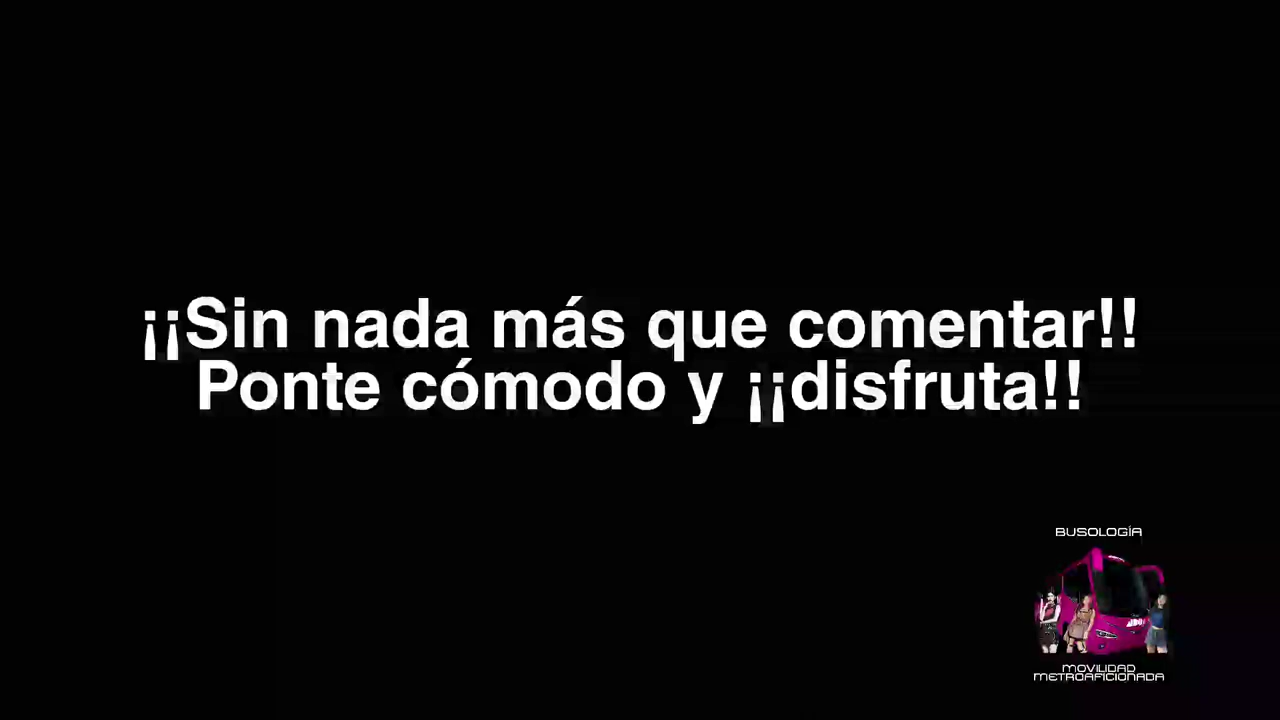 ¡¡Sin nada más que comentar!!
Ponte cómodo y ¡¡disfruta!!
BUSOLOGÍA
MOVILIDAD
METROAFICIONADA